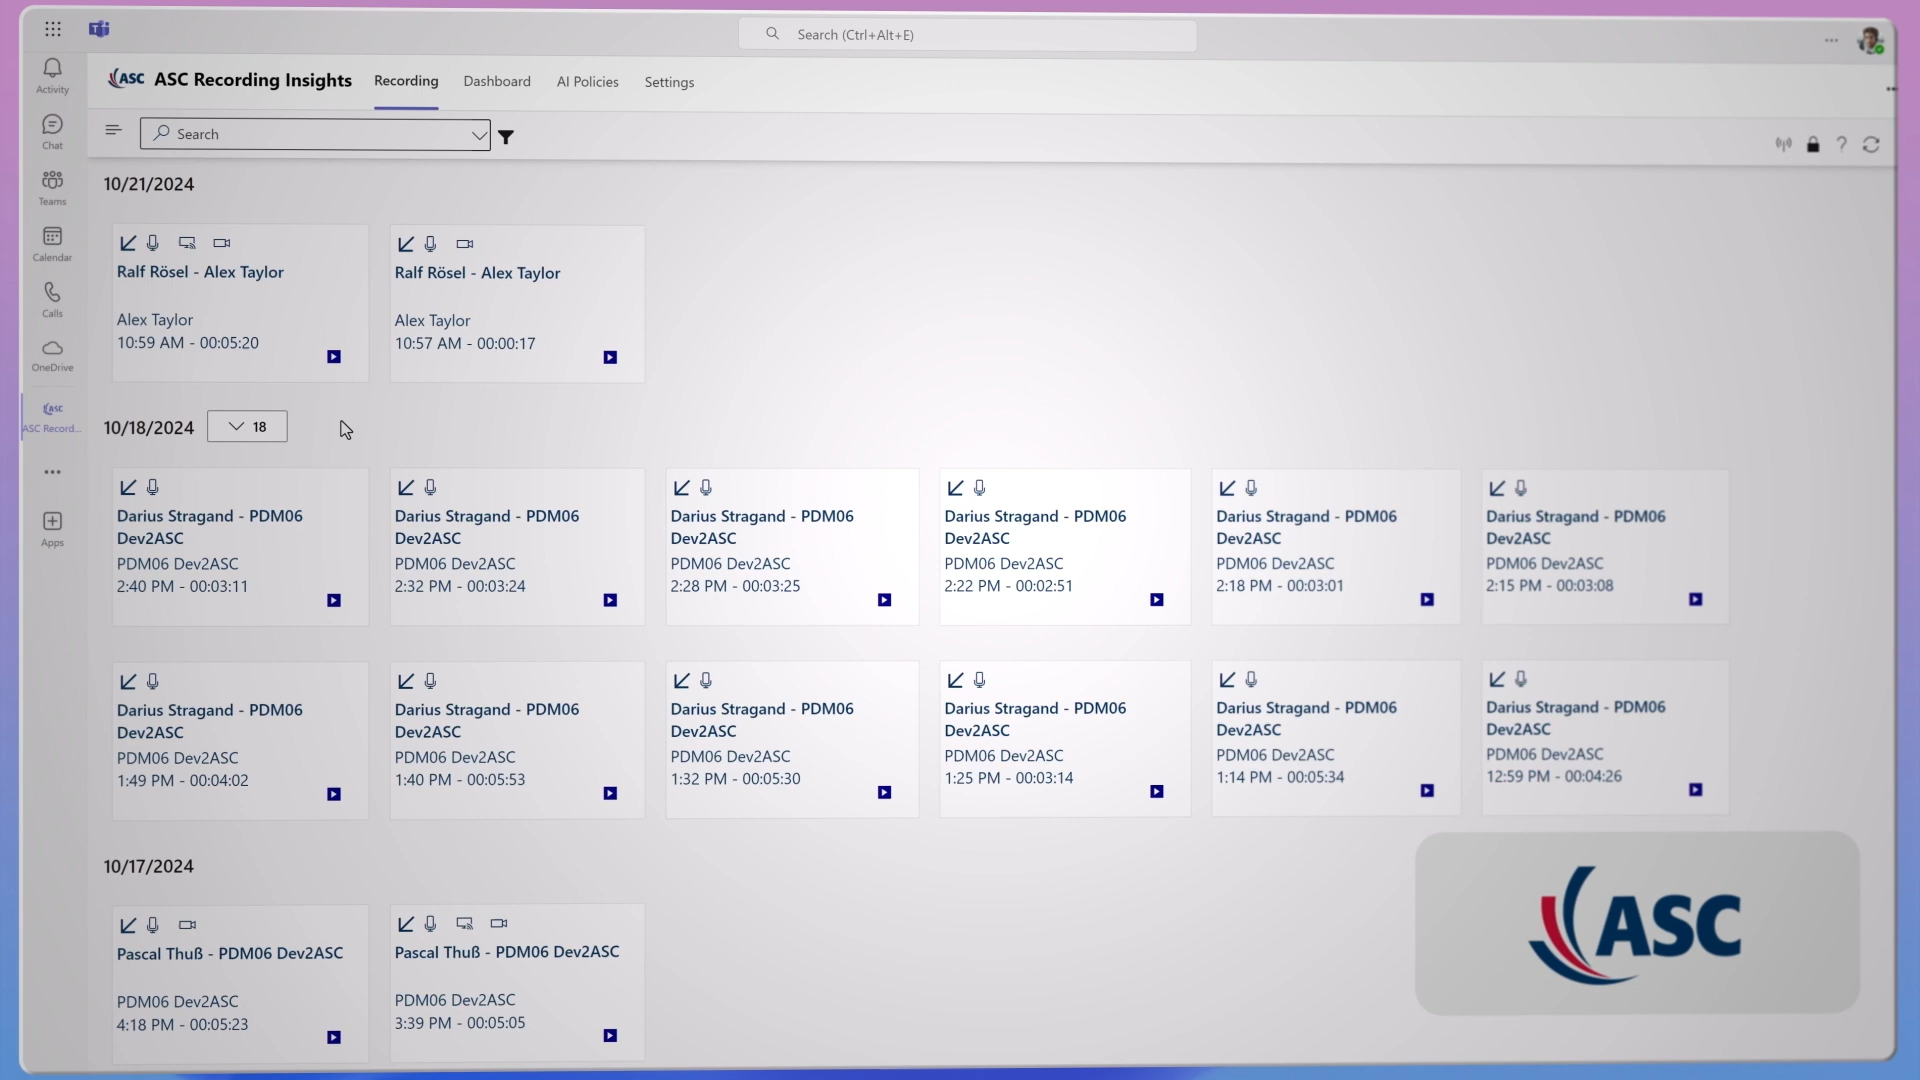 Search (Ctrl+Alt+E)
Activity
Chat
Teams
Calendar
Calls
OneDrive
ASC
ASC Record...
Apps
ASC ASC Recording Insights Recording Dashboard AI Policies Settings
Search
10/21/2024
Ralf Rösel - Alex Taylor
Alex Taylor
10:59 AM - 00:05:20
Ralf Rösel - Alex Taylor
Alex Taylor
10:57 AM - 00:00:17
10/18/2024 18
Darius Stragand - PDM06
Dev2ASC
PDM06 Dev2ASC
2:40 PM - 00:03:11
Darius Stragand - PDM06
Dev2ASC
PDM06 Dev2ASC
2:32 PM - 00:03:24
Darius Stragand - PDM06
Dev2ASC
PDM06 Dev2ASC
2:28 PM - 00:03:25
Darius Stragand - PDM06
Dev2ASC
PDM06 Dev2ASC
2:22 PM - 00:02:51
Darius Stragand - PDM06
Dev2ASC
PDM06 Dev2ASC
2:18 PM - 00:03:01
Darius Stragand - PDM06
Dev2ASC
PDM06 Dev2ASC
2:15 PM - 00:03:08
Darius Stragand - PDM06
Dev2ASC
PDM06 Dev2ASC
1:49 PM - 00:04:02
Darius Stragand - PDM06
Dev2ASC
PDM06 Dev2ASC
1:40 PM - 00:05:53
Darius Stragand - PDM06
Dev2ASC
PDM06 Dev2ASC
1:32 PM - 00:05:30
Darius Stragand - PDM06
Dev2ASC
PDM06 Dev2ASC
1:25 PM - 00:03:14
Darius Stragand - PDM06
Dev2ASC
PDM06 Dev2ASC
1:14 PM - 00:05:34
Darius Stragand - PDM06
Dev2ASC
PDM06 Dev2ASC
12:59 PM - 00:04:26
10/17/2024
Pascal Thuß - PDM06 Dev2ASC
PDM06 Dev2ASC
4:18 PM - 00:05:23
Pascal Thuß - PDM06 Dev2ASC
PDM06 Dev2ASC
3:39 PM - 00:05:05
ASC